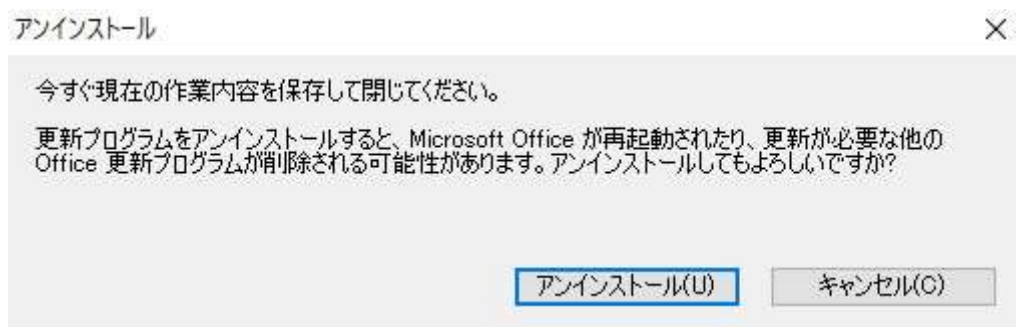 アンインストール
今すぐ現在の作業内容を保存して閉じてください。
更新プログラムをアンインストールすると、Microsoft Office が再起動されたり、更新が必要な他の
Office 更新プログラムが削除される可能性があります。アンインストールしてもよろしいですか?
アンインストール(U)
キャンセル(C)